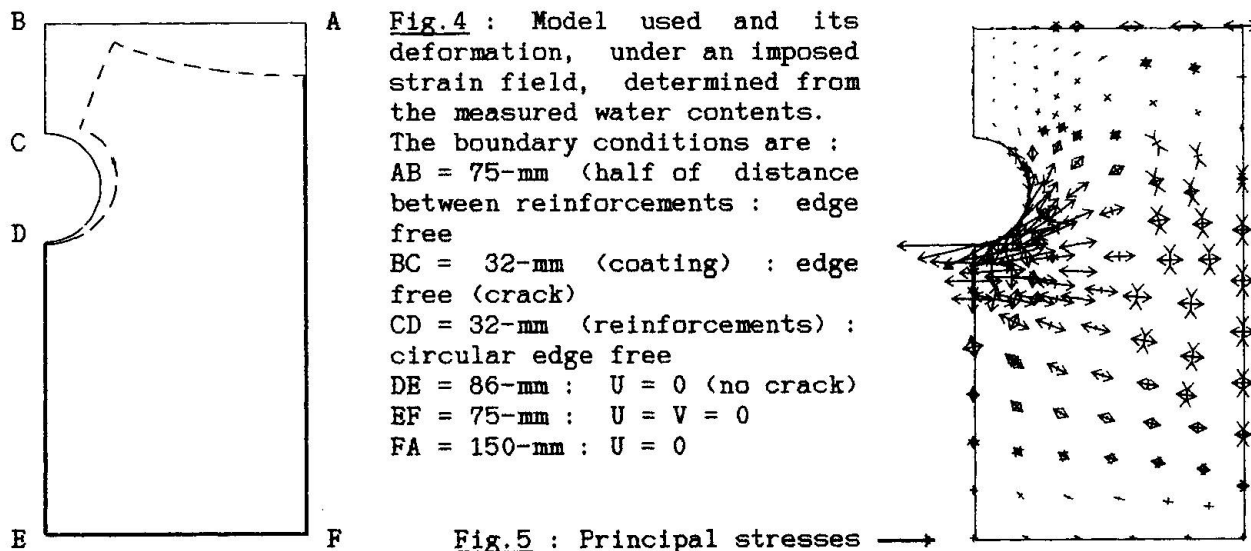 B
A
C
D
E
F
Fig.4 : Model used and its
deformation, under an imposed
strain field, determined from
the measured water contents.
The boundary conditions are :
AB = 75-mm (half of distance
between reinforcements : edge
free
BC = 32-mm (coating) : edge
free (crack)
CD = 32-mm (reinforcements) :
circular edge free
DE = 86-mm : U = 0 (no crack)
EF = 75-mm : U = V = 0
FA = 150-mm : U = 0
Fig.5 : Principal stresses